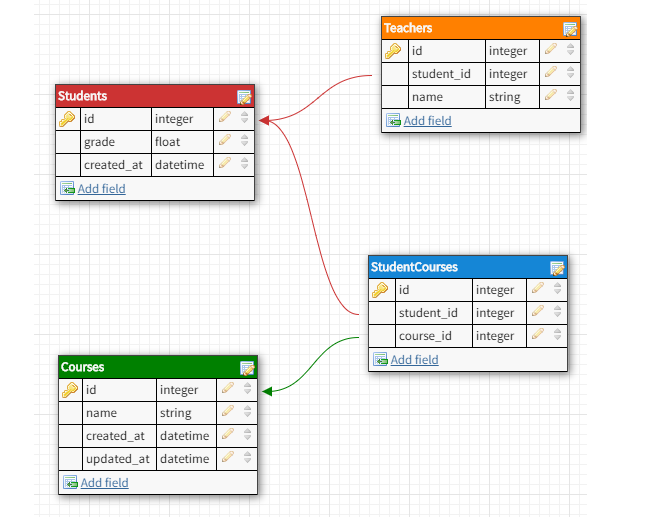 Teachers
id integer
student_id integer
name string
Add field
Students
id integer
grade float
created_at datetime
Add field
StudentCourses
id integer
student_id integer
course_id integer
Add field
Courses
id integer
name string
created_at datetime
updated_at datetime
Add field